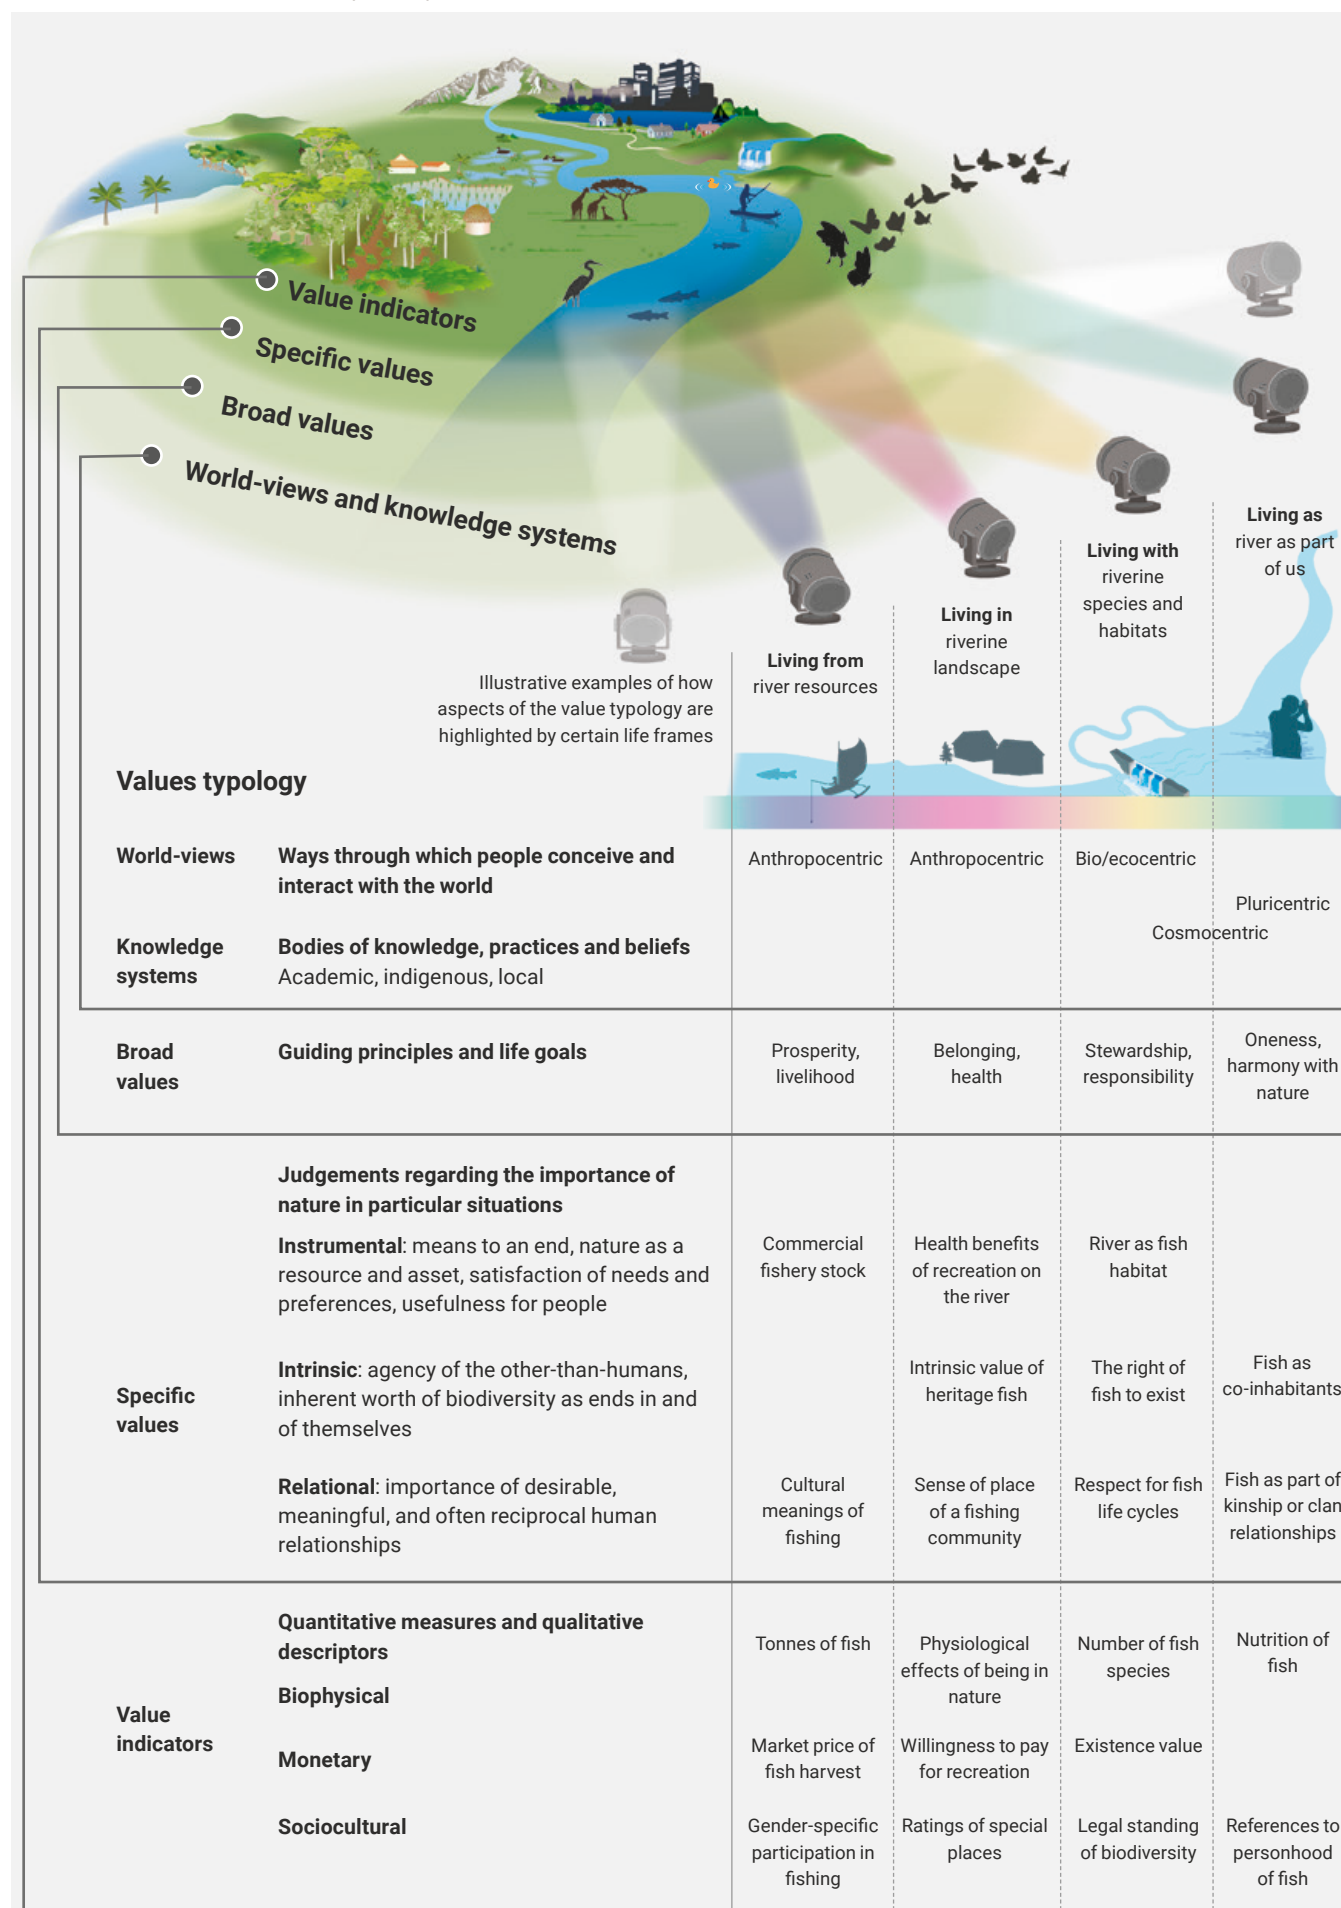 Value indicators
Specific values
Broad values
World-views and knowledge systems
Living as
river as part
of us
Living with
riverine
species and
habitats
Living in
riverine
landscape
Living from
river resources
Illustrative examples of how
aspects of the value typology are
highlighted by certain life frames
Values typology
World-views
Ways through which people conceive and
interact with the world
Anthropocentric
Anthropocentric
Bio/ecocentric
Pluricentric
Cosmocentric
Knowledge
systems
Bodies of knowledge, practices and beliefs
Academic, indigenous, local
Broad
values
Guiding principles and life goals
Prosperity,
livelihood
Belonging,
health
Stewardship,
responsibility
Oneness,
harmony with
nature
Specific
values
Judgements regarding the importance of
nature in particular situations
Instrumental: means to an end, nature as a
resource and asset, satisfaction of needs and
preferences, usefulness for people
Commercial
fishery stock
Health benefits
of recreation on
the river
River as fish
habitat
Intrinsic: agency of the other-than-humans,
inherent worth of biodiversity as ends in and
of themselves
Intrinsic value of
heritage fish
The right of
fish to exist
Fish as
co-inhabitants
Relational: importance of desirable,
meaningful, and often reciprocal human
relationships
Cultural
meanings of
fishing
Sense of place
of a fishing
community
Respect for fish
life cycles
Fish as part of
kinship or clan
relationships
Value
indicators
Quantitative measures and qualitative
descriptors
Biophysical
Tonnes of fish
Physiological
effects of being in
nature
Number of fish
species
Nutrition of
fish
Monetary
Market price of
fish harvest
Willingness to pay
for recreation
Existence value
Sociocultural
Gender-specific
participation in
fishing
Ratings of special
places
Legal standing
of biodiversity
References to
personhood
of fish